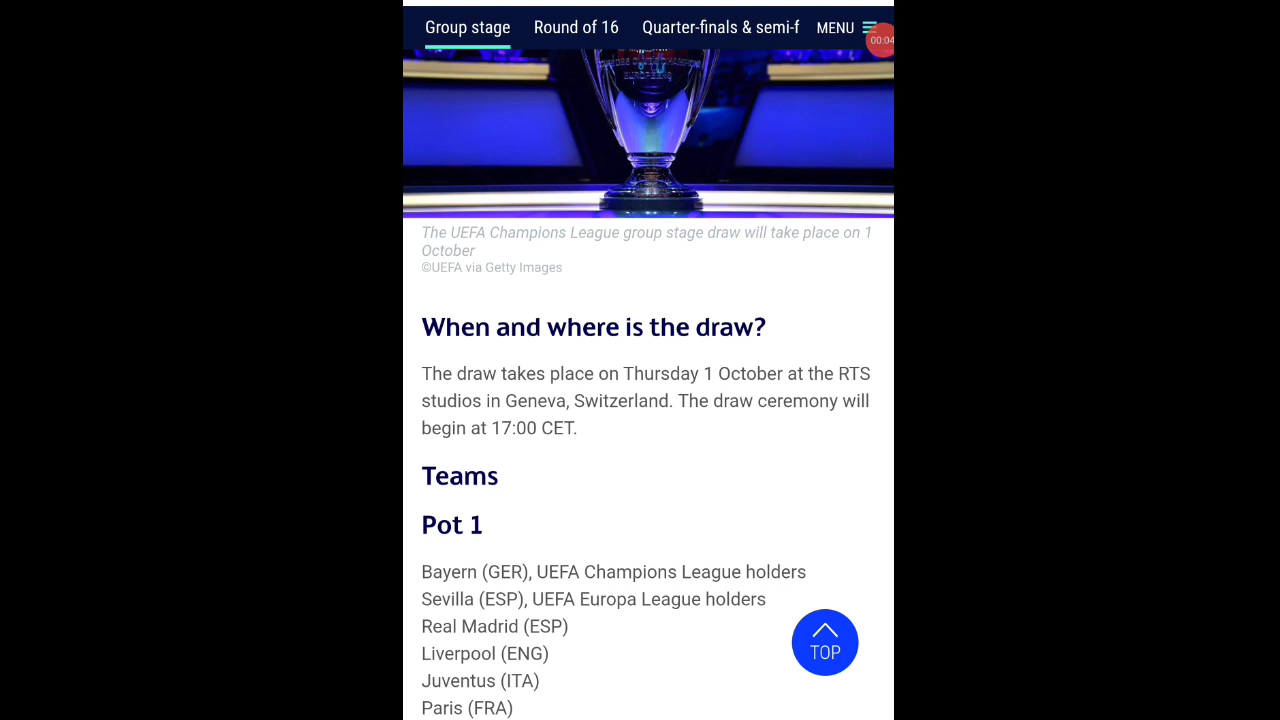 Group stage Round of 16 Quarter-finals & semi-f MENU
00:04
The UEFA Champions League group stage draw will take place on 1
October
©UEFA via Getty Images
When and where is the draw?
The draw takes place on Thursday 1 October at the RTS
studios in Geneva, Switzerland. The draw ceremony will
begin at 17:00 CET.
Teams
Pot 1
Bayern (GER), UEFA Champions League holders
Sevilla (ESP), UEFA Europa League holders
Real Madrid (ESP)
Liverpool (ENG)
TOP
Juventus (ITA)
Paris (FRA)